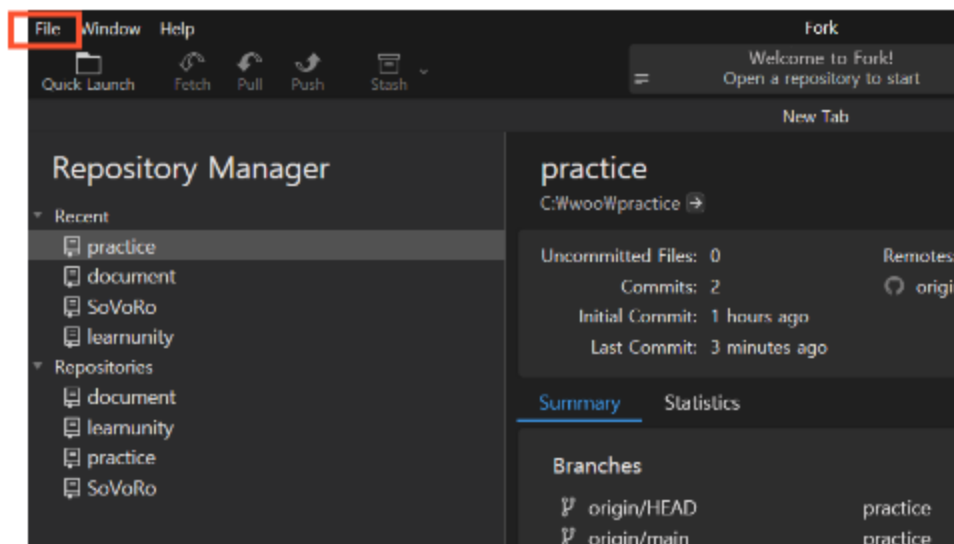 File Window Help
Fork
Quick Launch Fetch Pull Push Stash
Welcome to Fork!
Open a repository to start
New Tab
Repository Manager
Recent
practice
document
SoVoRo
learnunity
Repositories
document
learnunity
practice
SoVoRo
practice
C:₩woo₩practice
Uncommitted Files: 0
Commits: 2
Initial Commit: 1 hours ago
Last Commit: 3 minutes ago
Remotes:
origi
Summary Statistics
Branches
origin/HEAD practice
origin/main practice